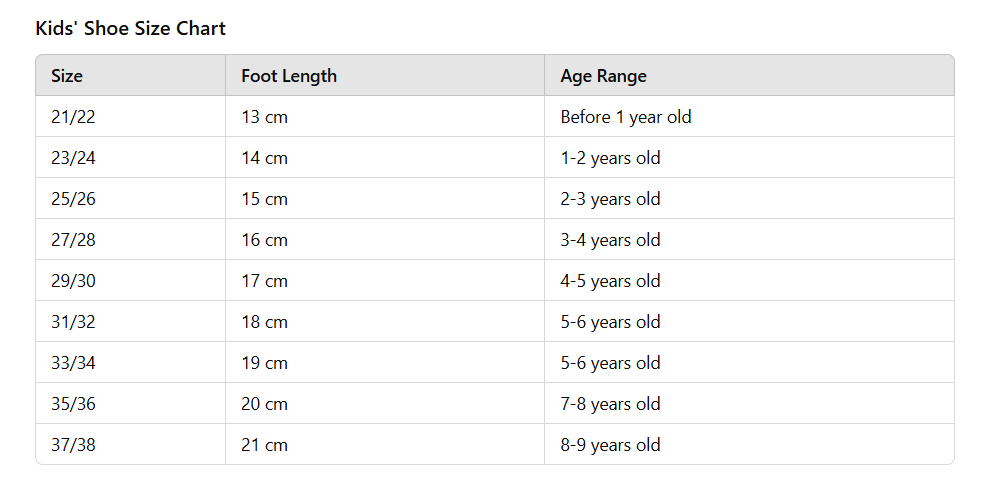 Kids' Shoe Size Chart
Size Foot Length Age Range
21/22 13 cm Before 1 year old
23/24 14 cm 1-2 years old
25/26 15 cm 2-3 years old
27/28 16 cm 3-4 years old
29/30 17 cm 4-5 years old
31/32 18 cm 5-6 years old
33/34 19 cm 5-6 years old
35/36 20 cm 7-8 years old
37/38 21 cm 8-9 years old